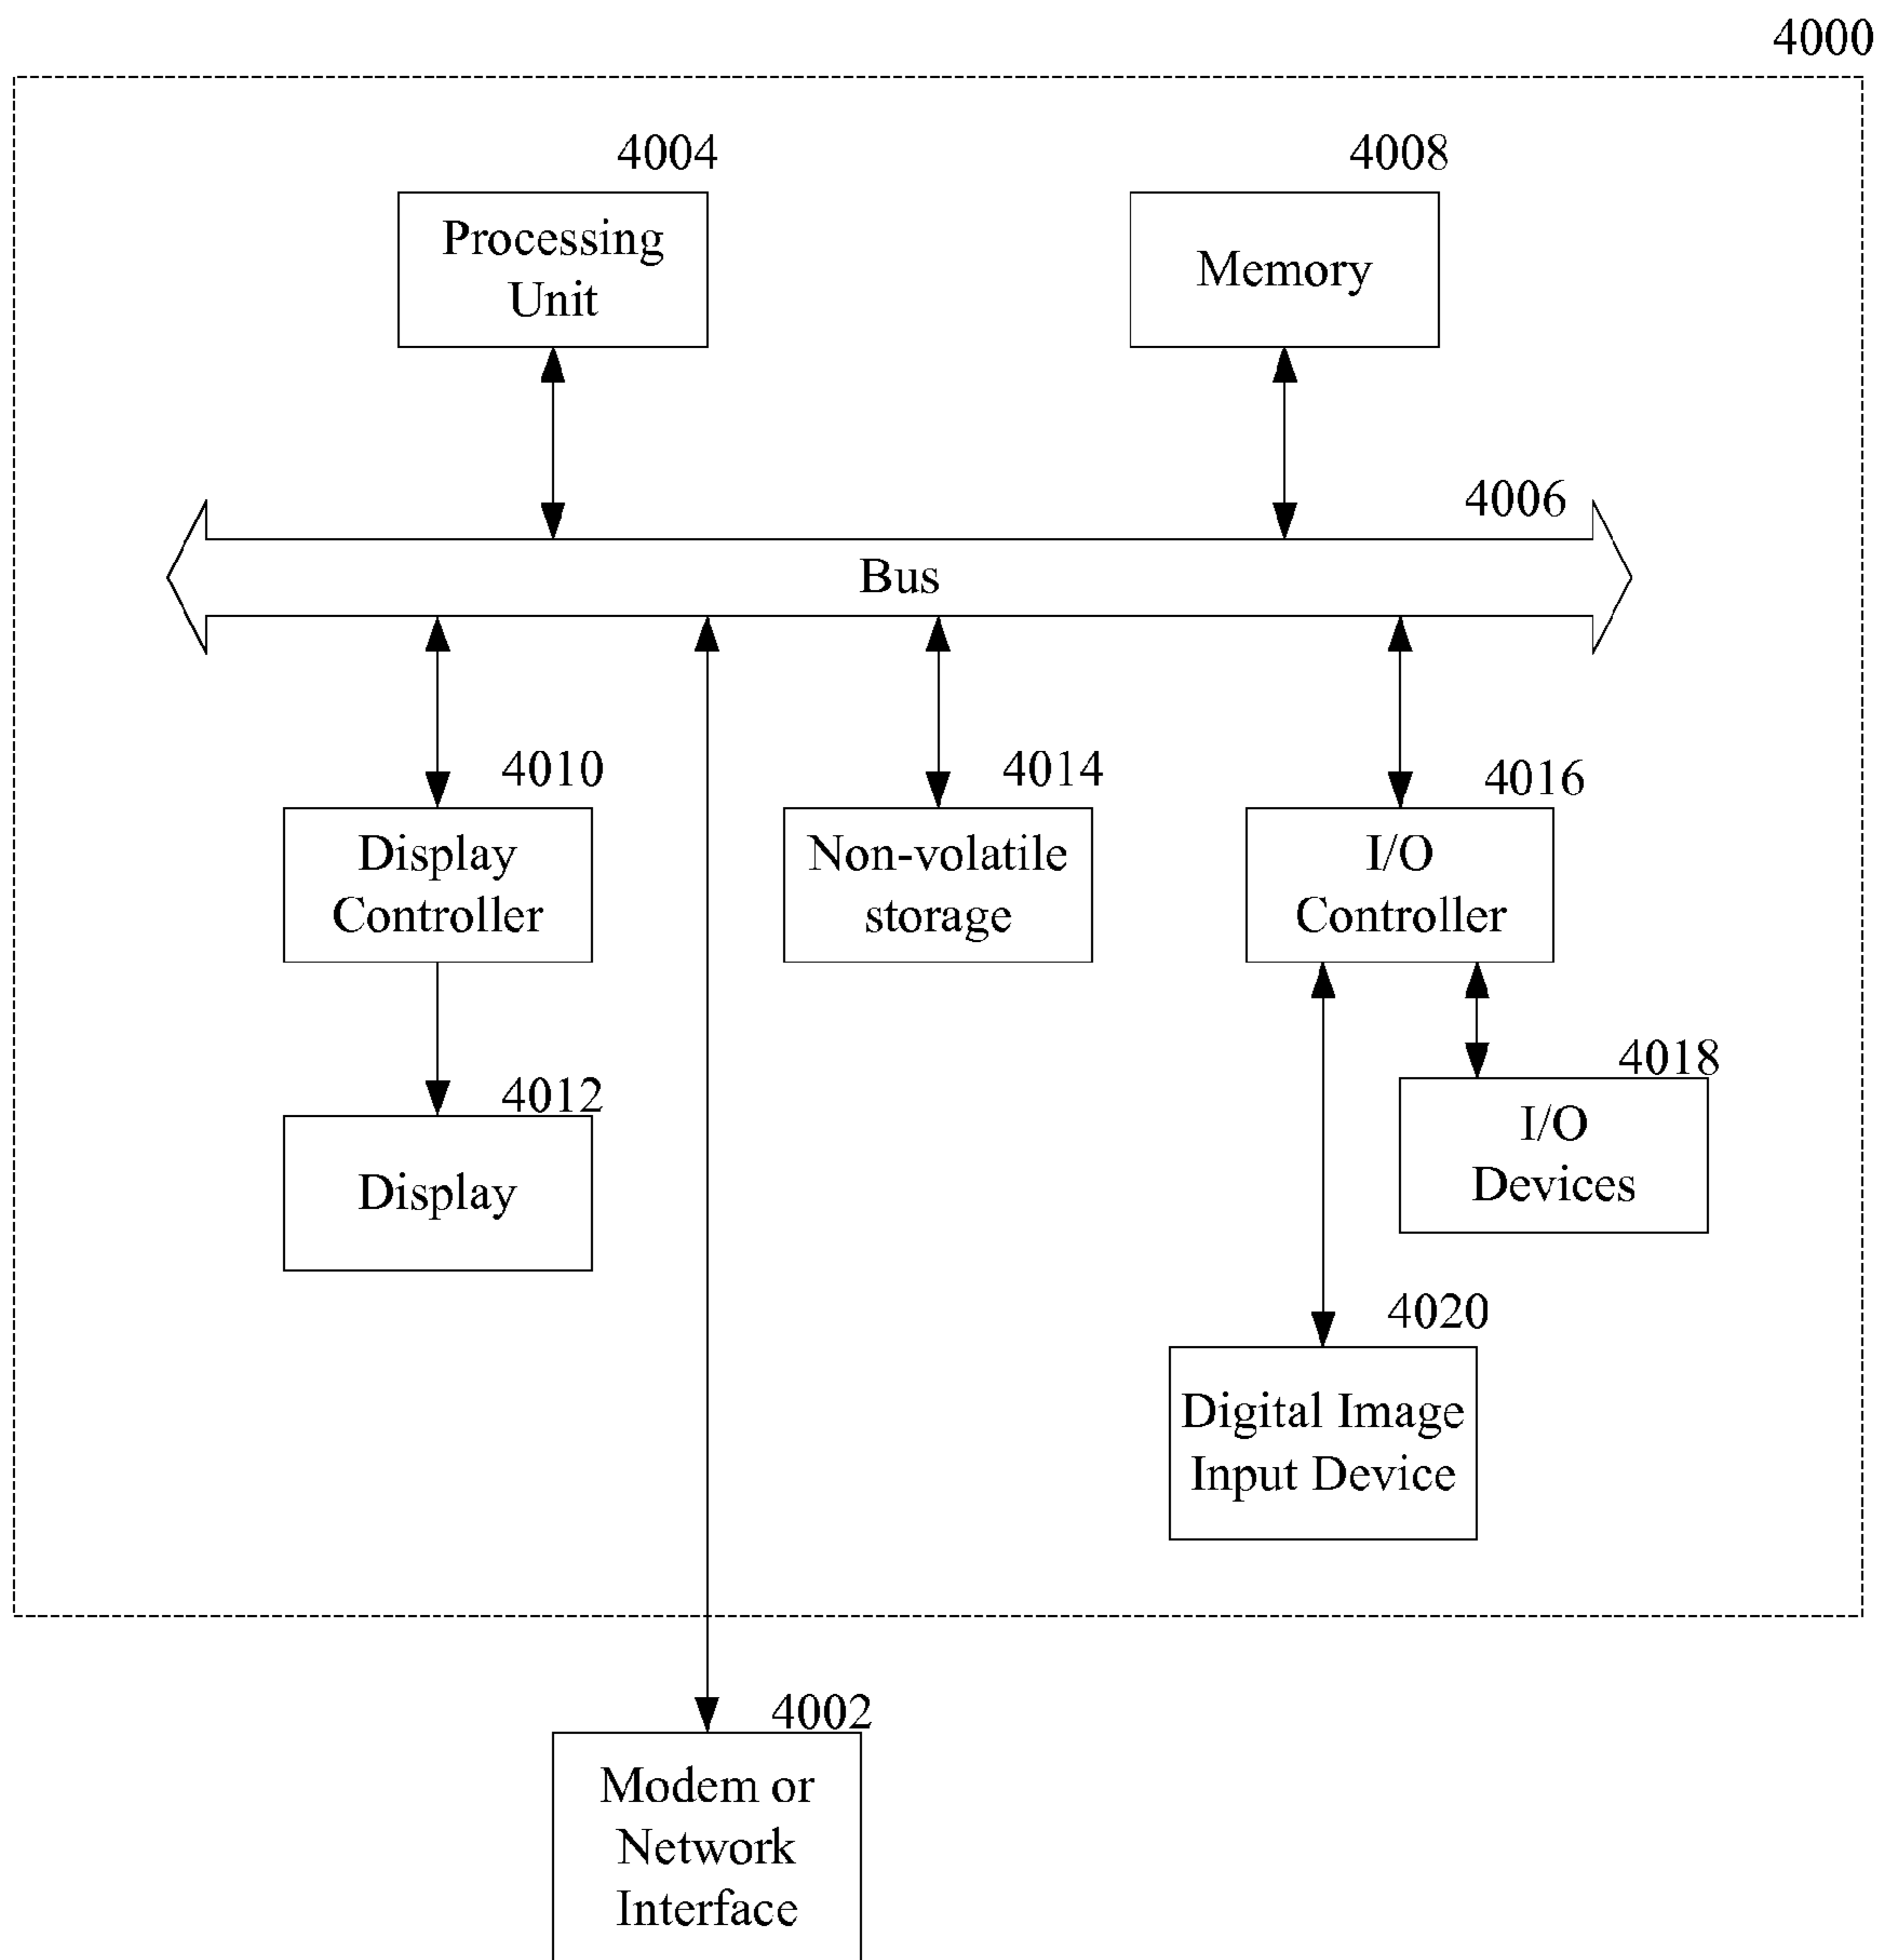 4000
4004
4008
Processing
Unit
Memory
4006
Bus
4010
4014
4016
Display
Controller
Non-volatile
storage
I/O
Controller
4018
4012
I/O
Devices
Display
4020
Digital Image
Input Device
4002
Modem or
Network
Interface